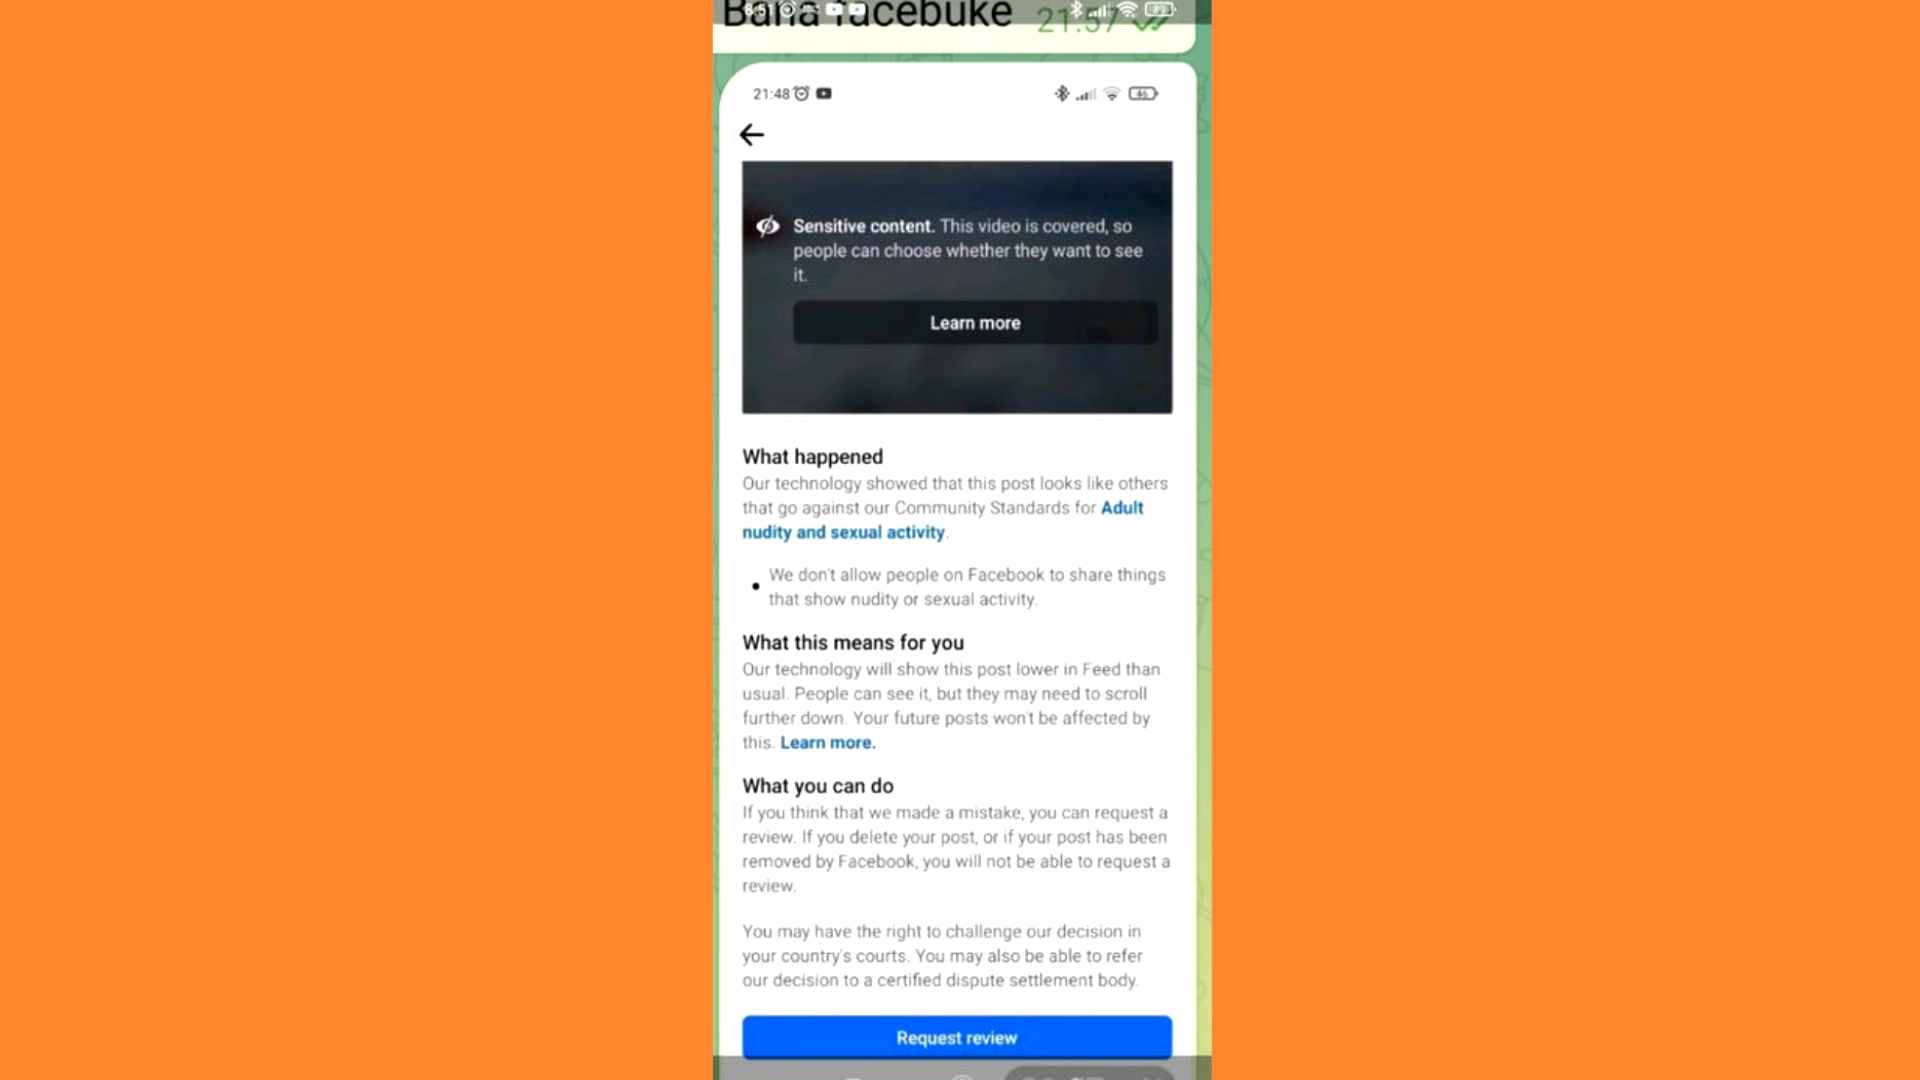 8:51
Bana facebuke 21:57
21:48
46
Sensitive content. This video is covered, so
people can choose whether they want to see
it.
Learn more
What happened
Our technology showed that this post looks like others
that go against our Community Standards for Adult
nudity and sexual activity.
• We don't allow people on Facebook to share things
that show nudity or sexual activity.
What this means for you
Our technology will show this post lower in Feed than
usual. People can see it, but they may need to scroll
further down. Your future posts won't be affected by
this. Learn more.
What you can do
If you think that we made a mistake, you can request a
review. If you delete your post, or if your post has been
removed by Facebook, you will not be able to request a
review.
You may have the right to challenge our decision in
your country's courts. You may also be able to refer
our decision to a certified dispute settlement body.
Request review